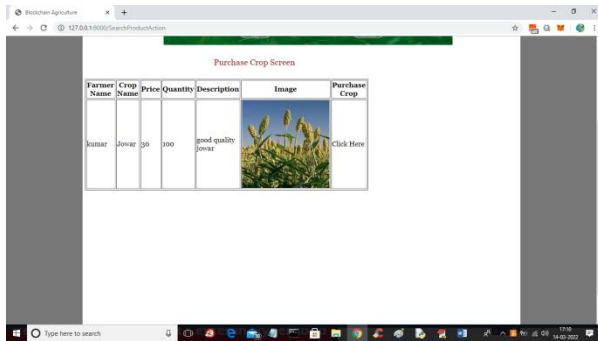 Blockchain Agriculture
127.0.0.1:8000/SearchProductAction
Purchase Crop Screen
Farmer Name Crop Name Price Quantity Description Image Purchase Crop
kumar Jowar 30 100 good quality jowar Click Here
Type here to search
17:10
14-03-2022